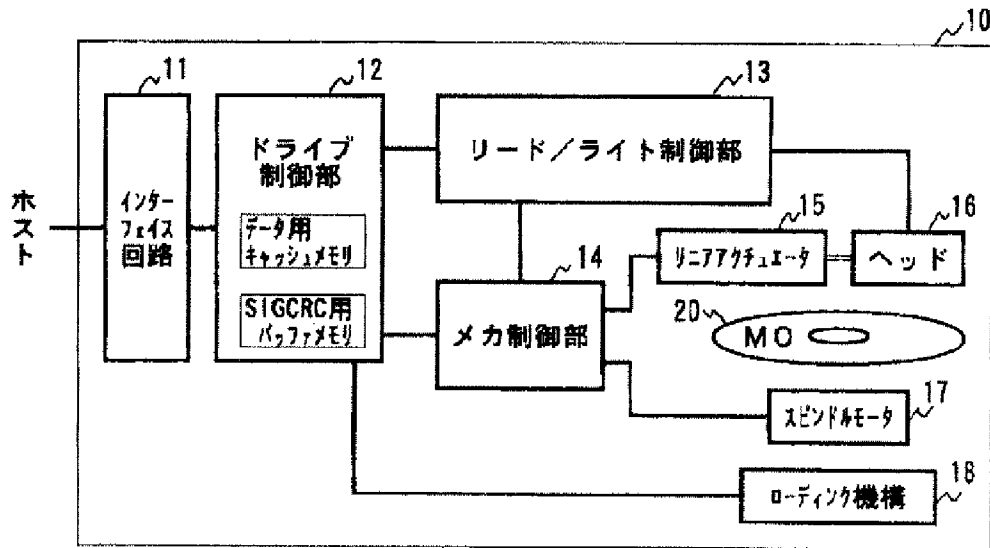 10
11
12
13
ドライブ
制御部
リード／ライト制御部
ホスト
インター
フェイス
回路
データ用
キャッシュメモリ
SIGCRC用
バッファメモリ
14
メカ制御部
15
リニアアクチュエータ
16
ヘッド
20
MO
17
スピンドルモータ
18
ローディング機構